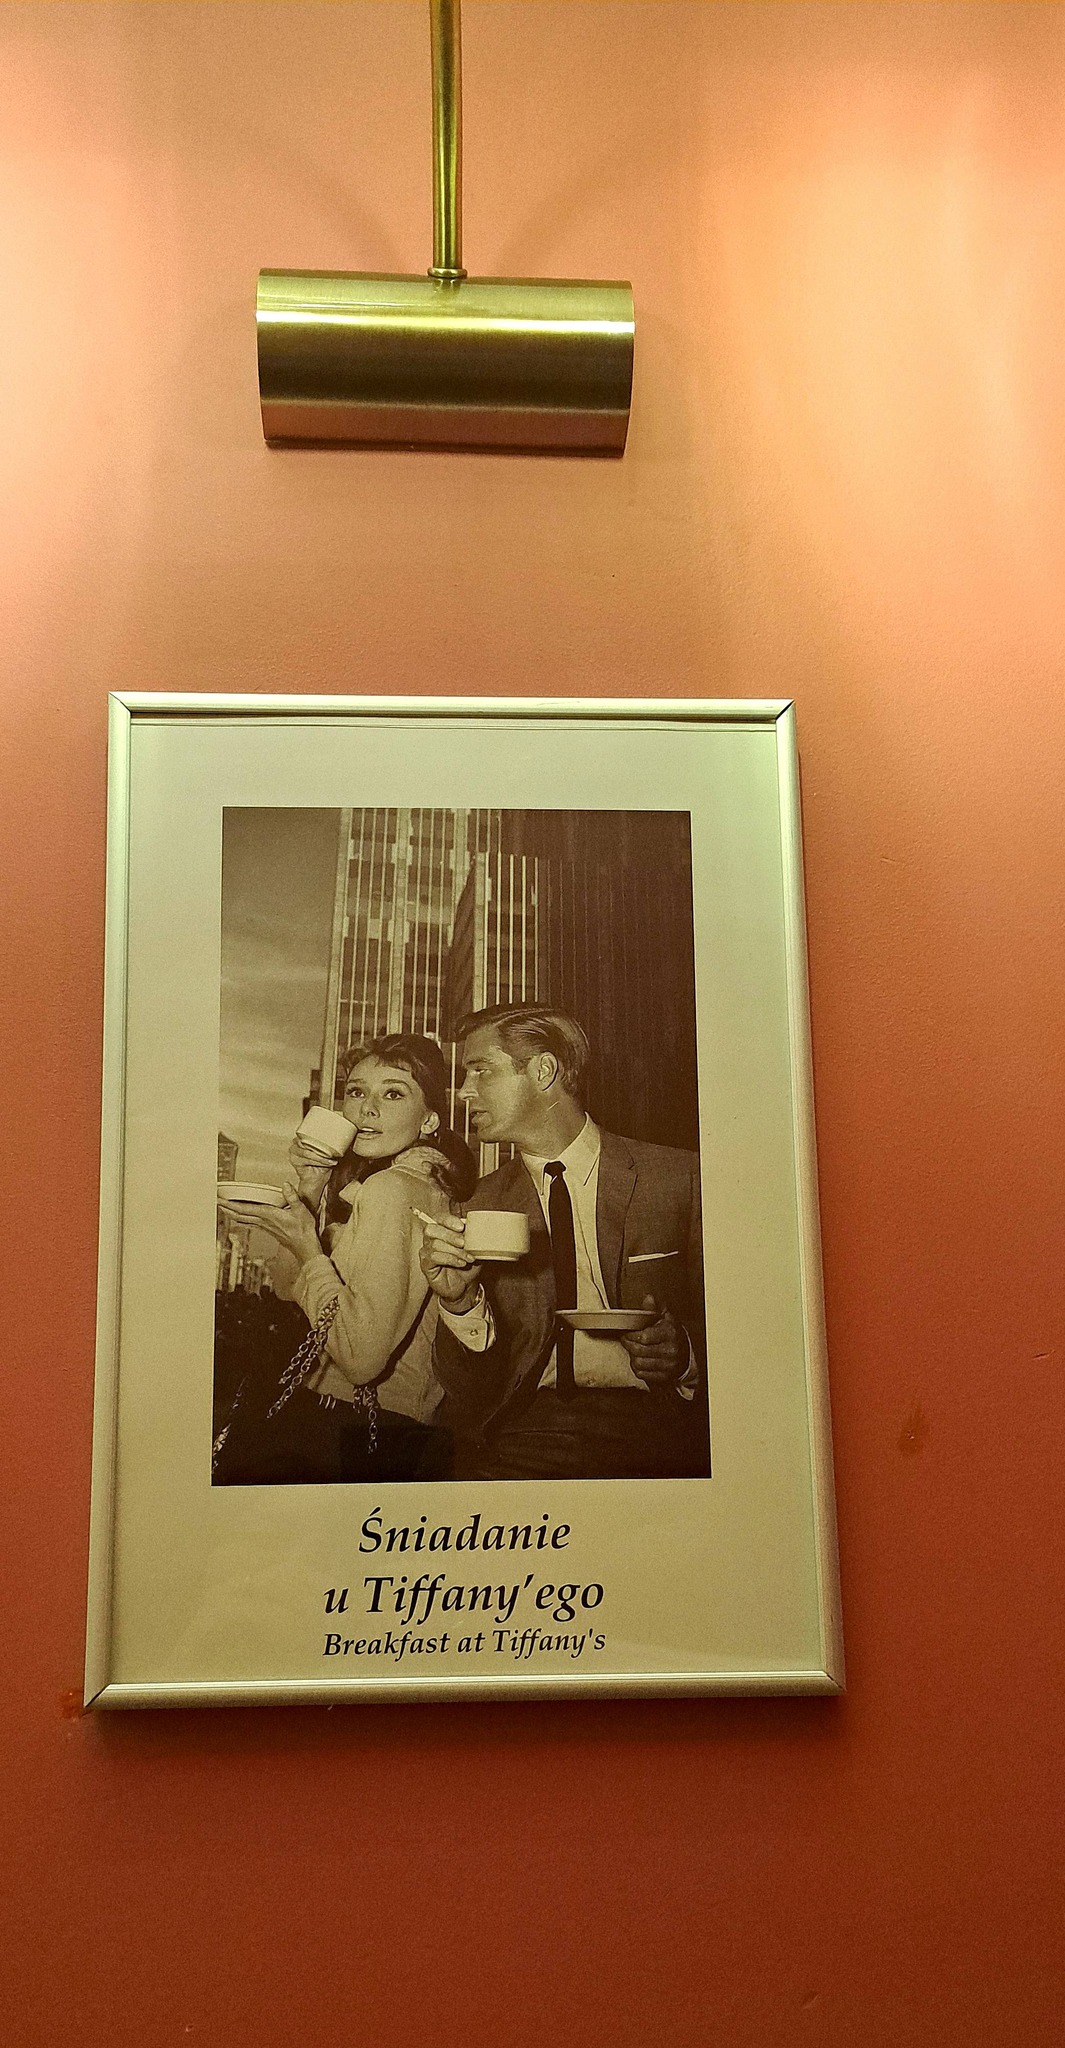 Śniadanie
u Tiffany'ego
Breakfast at Tiffany's